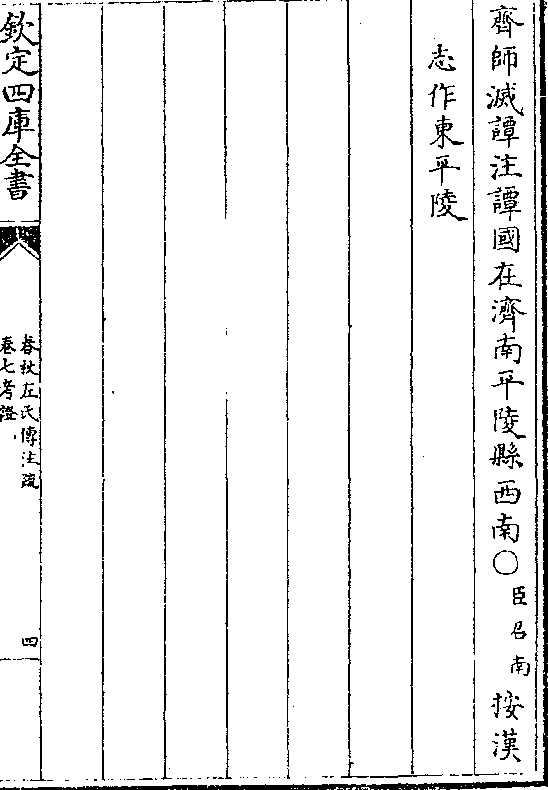 齊師滅譚注譚國在濟南平陵縣西南〇臣召南按漢
志作東平陵
欽定四庫全書
春秋左氏傳注疏
卷七考證
四